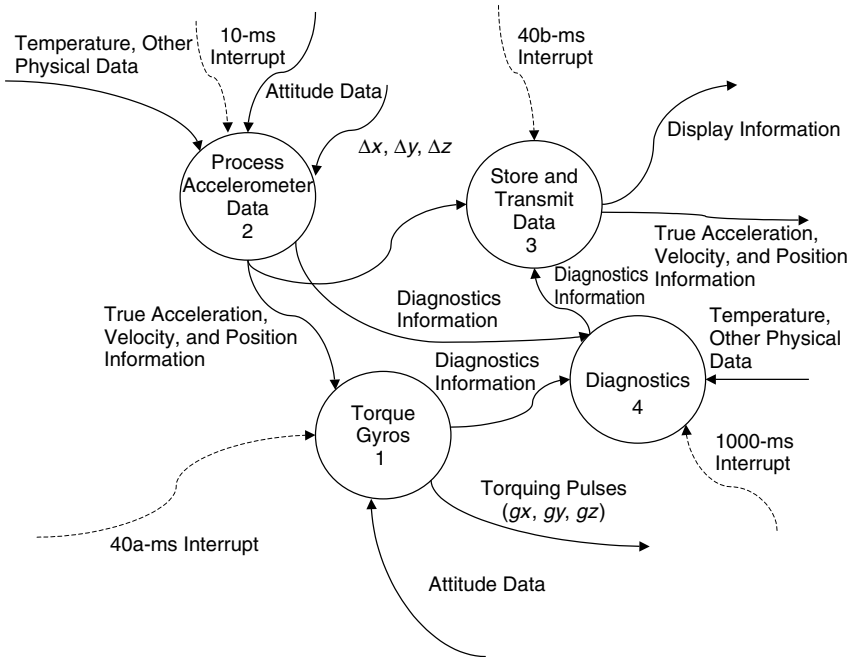 Temperature, Other
Physical Data
10-ms
Interrupt
Attitude Data
Δx, Δy, Δz
40b-ms
Interrupt
Display Information
Process
Accelerometer
Data
2
Store and
Transmit
Data
3
True Acceleration,
Velocity, and Position
Information
Diagnostics
Information
True Acceleration,
Velocity, and Position
Information
Diagnostics
Information
Temperature,
Other Physical
Data
Diagnostics
Information
Diagnostics
4
Torque
Gyros
1
1000-ms
Interrupt
Torquing Pulses
(gx, gy, gz)
40a-ms Interrupt
Attitude Data